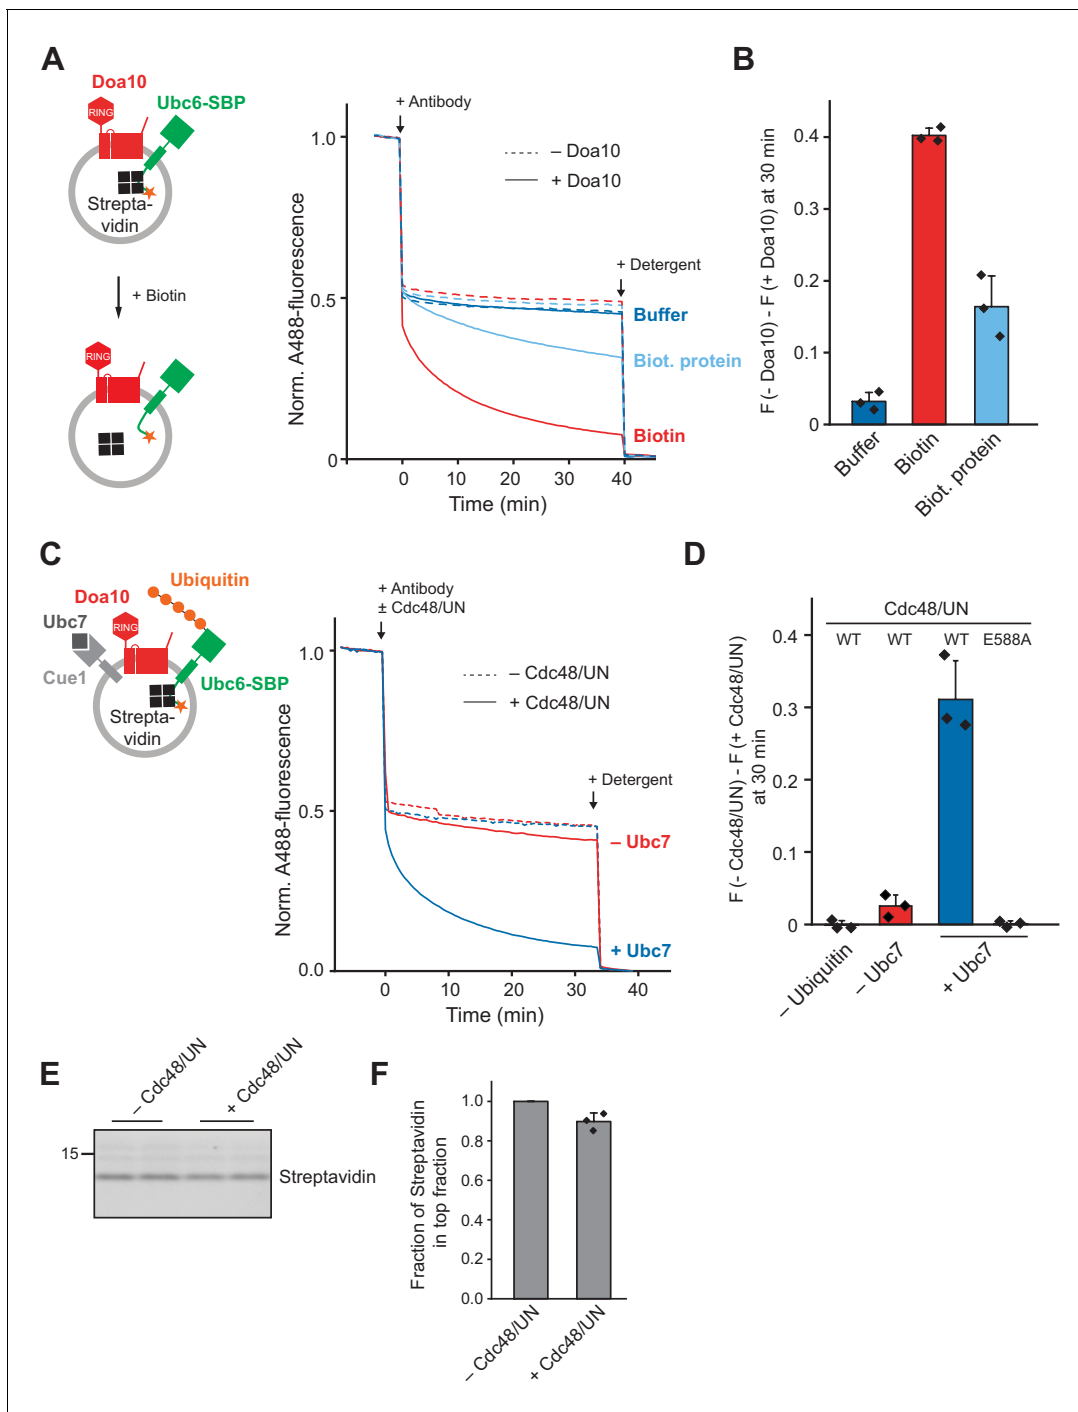 A
Doa10
RING
Ubc6-SBP
Strepta-
vidin
+ Biotin
RING
Norm. A488-fluorescence
1.0
0.5
0
+ Antibody
– Doa10
+ Doa10
+ Detergent
Buffer
Biot. protein
Biotin
0 10 20 30 40
Time (min)
B
F (- Doa10) - F (+ Doa10) at 30 min
0.4
0.3
0.2
0.1
0
Buffer
Biotin
Biot. protein
C
Ubiquitin
Doa10
Ubc7
RING
Cue1
Ubc6-SBP
Strepta-
vidin
Norm. A488-fluorescence
1.0
0.5
0.0
+ Antibody
± Cdc48/UN
– Cdc48/UN
+ Cdc48/UN
+ Detergent
– Ubc7
+ Ubc7
0 10 20 30 40
Time (min)
D
F (- Cdc48/UN) - F (+ Cdc48/UN)
at 30 min
Cdc48/UN
WT WT WT E588A
0.4
0.3
0.2
0.1
0
– Ubiquitin
– Ubc7
+ Ubc7
E
– Cdc48/UN
+ Cdc48/UN
15
Streptavidin
F
Fraction of Streptavidin
in top fraction
1.0
0.8
0.6
0.4
0.2
0.0
– Cdc48/UN
+ Cdc48/UN